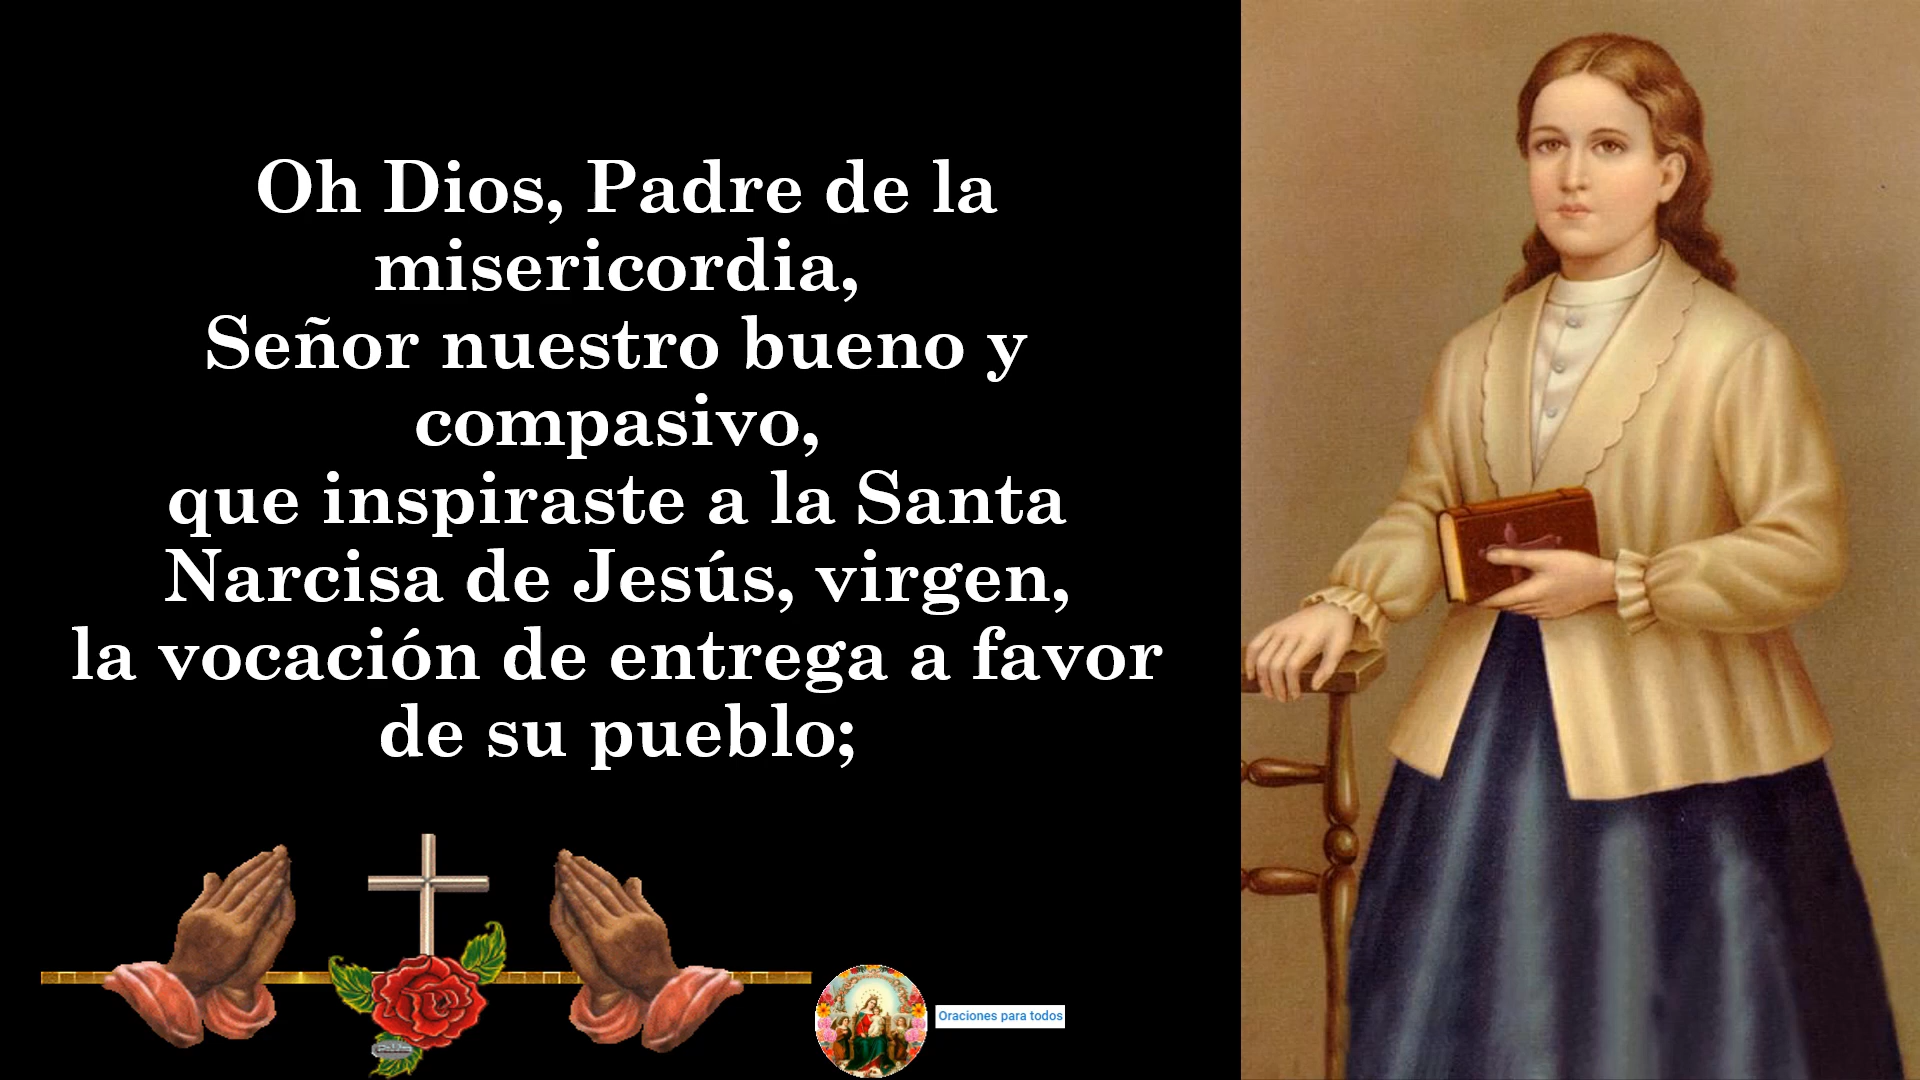 Oh Dios, Padre de la
misericordia,
Señor nuestro bueno y
compasivo,
que inspiraste a la Santa
Narcisa de Jesús, virgen,
la vocación de entrega a favor
de su pueblo;
Oraciones para todos